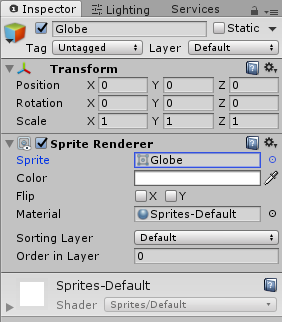 Inspector Lighting Services
Globe Static
Tag Untagged Layer Default
Transform
Position X 0 Y 0 Z 0
Rotation X 0 Y 0 Z 0
Scale X 1 Y 1 Z 1
Sprite Renderer
Sprite Globe
Color
Flip X Y
Material Sprites-Default
Sorting Layer Default
Order in Layer 0
Sprites-Default
Shader Sprites/Default